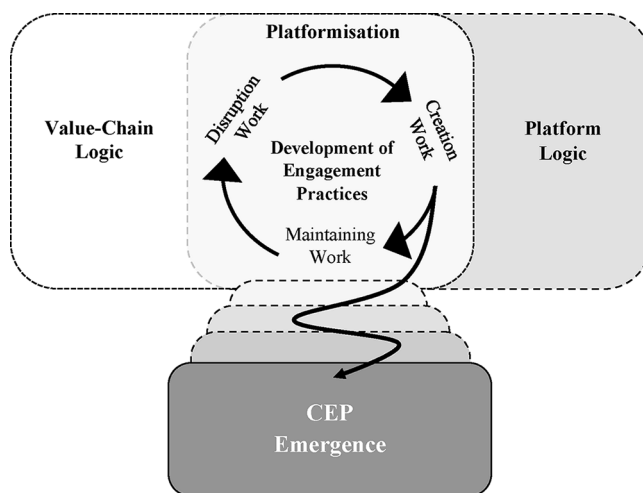 Platformisation
Value-Chain
Logic
Disruption
Work
Creation
Work
Development of
Engagement
Practices
Maintaining
Work
Platform
Logic
CEP
Emergence